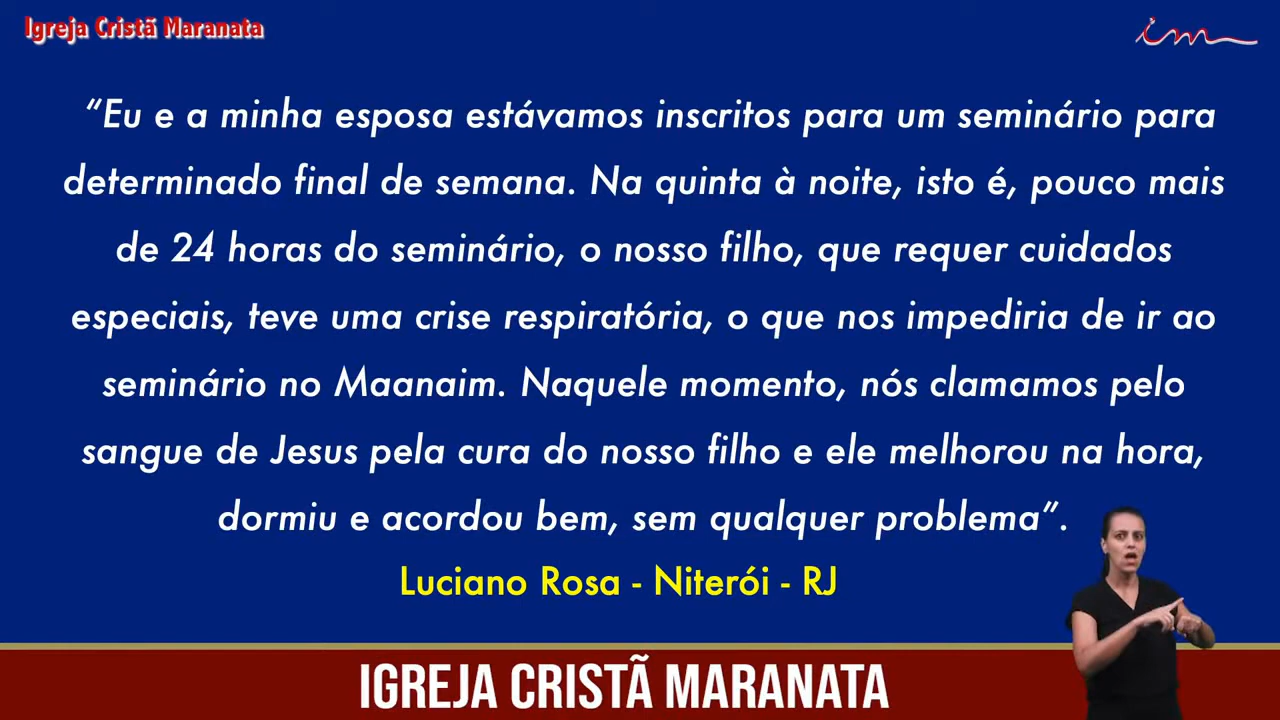 Igreja Cristã Maranata
im
“Eu e a minha esposa estávamos inscritos para um seminário para
determinado final de semana. Na quinta à noite, isto é, pouco mais
de 24 horas do seminário, o nosso filho, que requer cuidados
especiais, teve uma crise respiratória, o que nos impediria de ir ao
seminário no Maanaim. Naquele momento, nós clamamos pelo
sangue de Jesus pela cura do nosso filho e ele melhorou na hora,
dormiu e acordou bem, sem qualquer problema”.
Luciano Rosa - Niterói - RJ
IGREJA CRISTÃ MARANATA